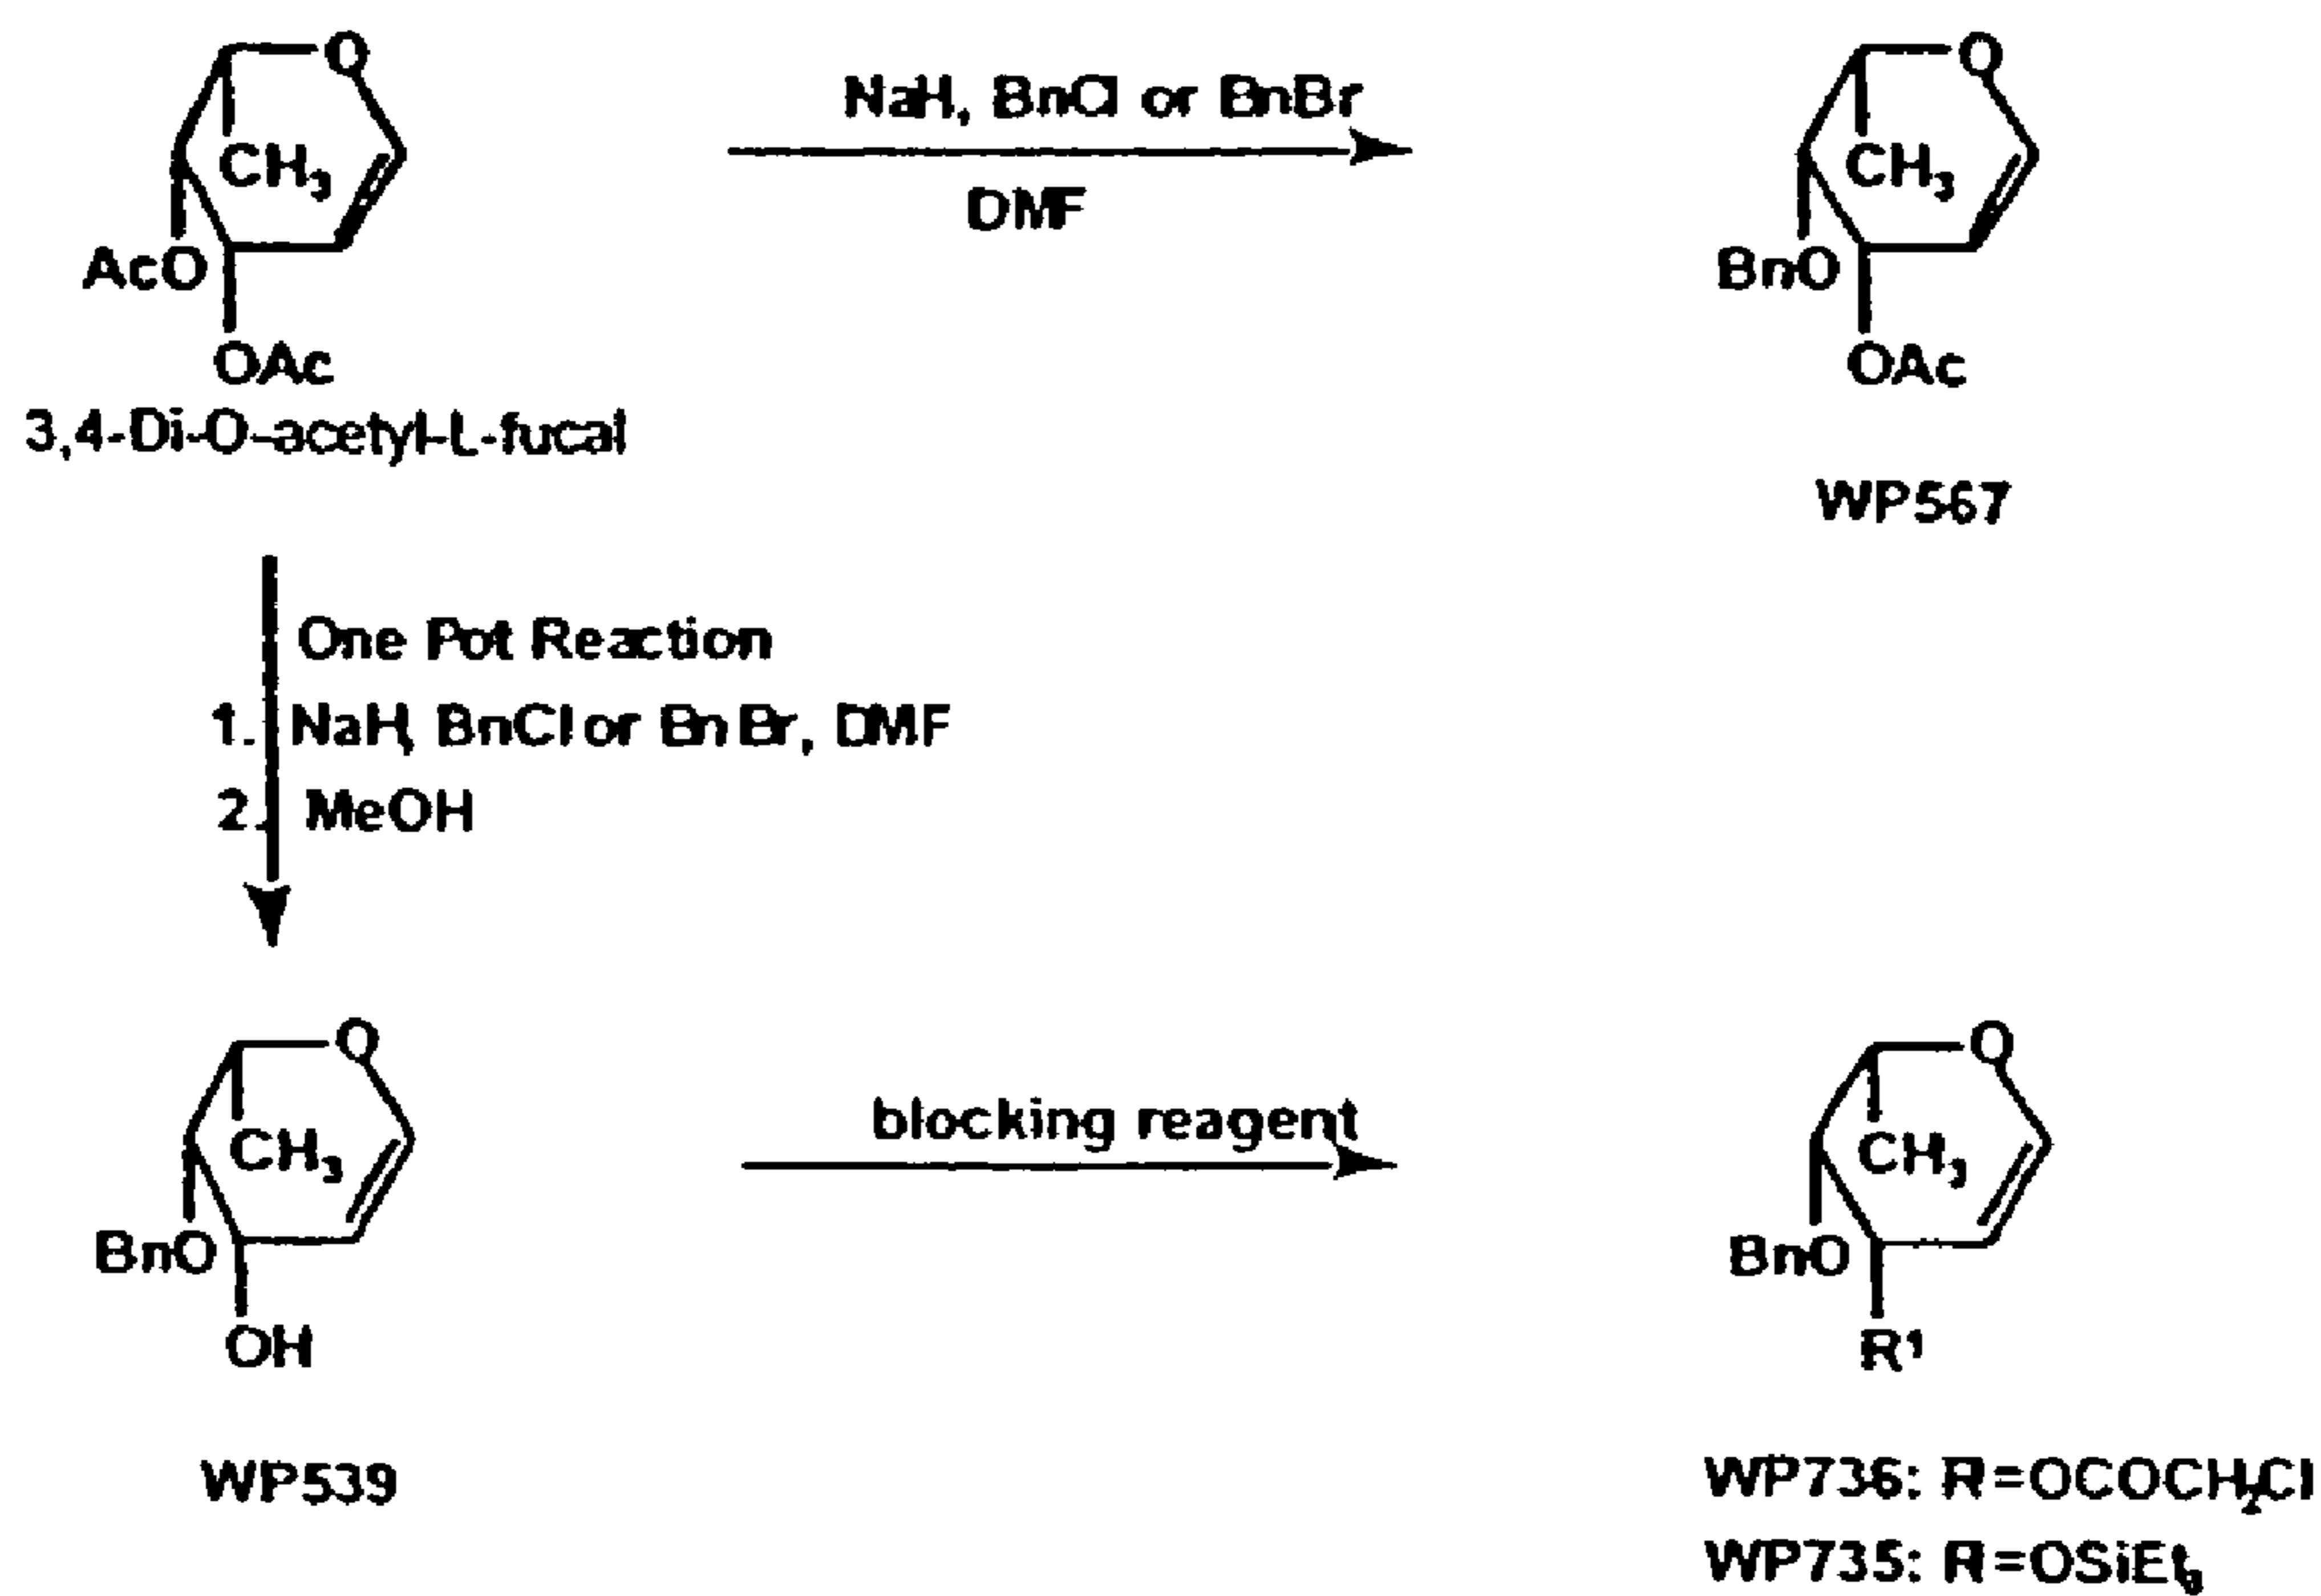 O
CH3
AcO
OAc
3,4-Di-O-acetyl-L-fucal
NaH, BnCl or BnBr
DMF
O
CH3
BnO
OAc
WP567
One Pot Reaction
1. NaH, BnCl or BnBr, DMF
2. MeOH
O
CH3
BnO
OH
WP539
blocking reagent
O
CH3
BnO
R1
WP736: R=OCOCH2Cl
WP735: R=OSiEt3